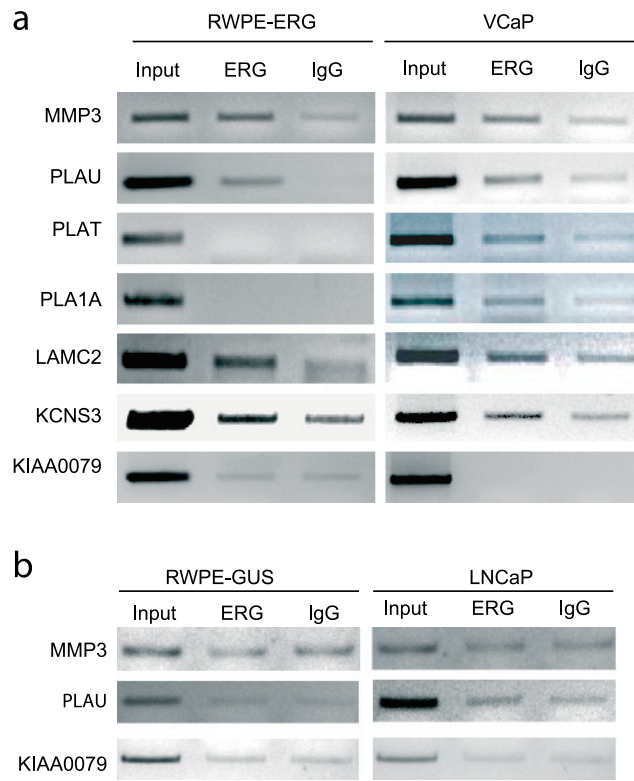 a
RWPE-ERG VCaP
Input ERG IgG Input ERG IgG
MMP3
PLAU
PLAT
PLA1A
LAMC2
KCNS3
KIAA0079
b
RWPE-GUS LNCaP
Input ERG IgG Input ERG IgG
MMP3
PLAU
KIAA0079